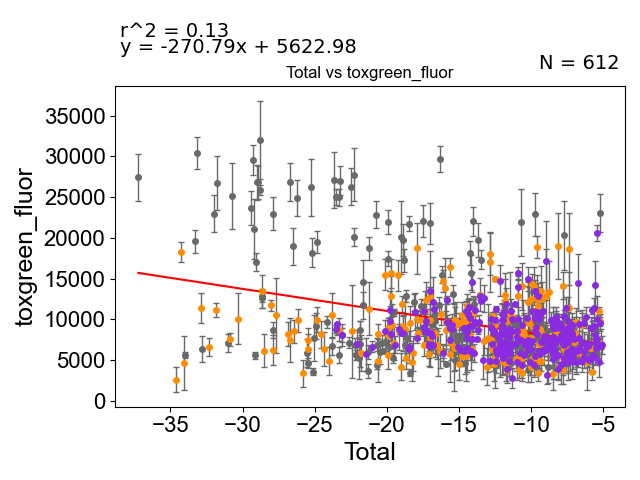 r^2 = 0.13
y = -270.79x + 5622.98
N = 612
Total vs toxgreen_fluor
35000
30000
25000
20000
15000
10000
5000
0
toxgreen_fluor
−35 −30 −25 −20 −15 −10 −5
Total